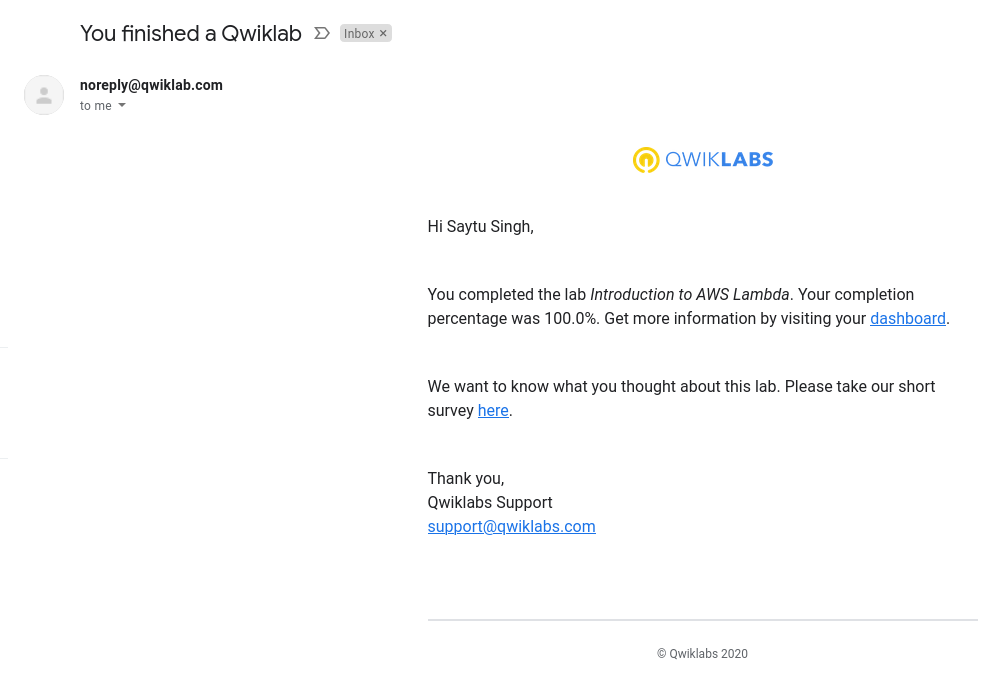 You finished a Qwiklab
Inbox ×
noreply@qwiklab.com
to me
QWIKLABS
Hi Saytu Singh,
You completed the lab Introduction to AWS Lambda. Your completion
percentage was 100.0%. Get more information by visiting your dashboard.
We want to know what you thought about this lab. Please take our short
survey here.
Thank you,
Qwiklabs Support
support@qwiklabs.com
© Qwiklabs 2020